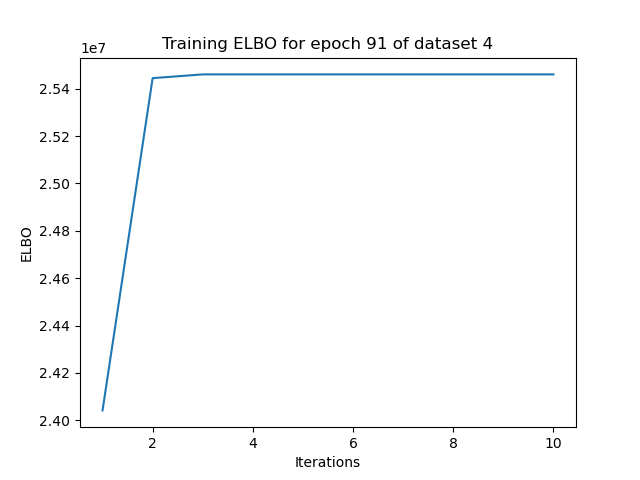 Training ELBO for epoch 91 of dataset 4
1e7
2.54
2.52
2.50
2.48
2.46
2.44
2.42
2.40
ELBO
2 4 6 8 10
Iterations